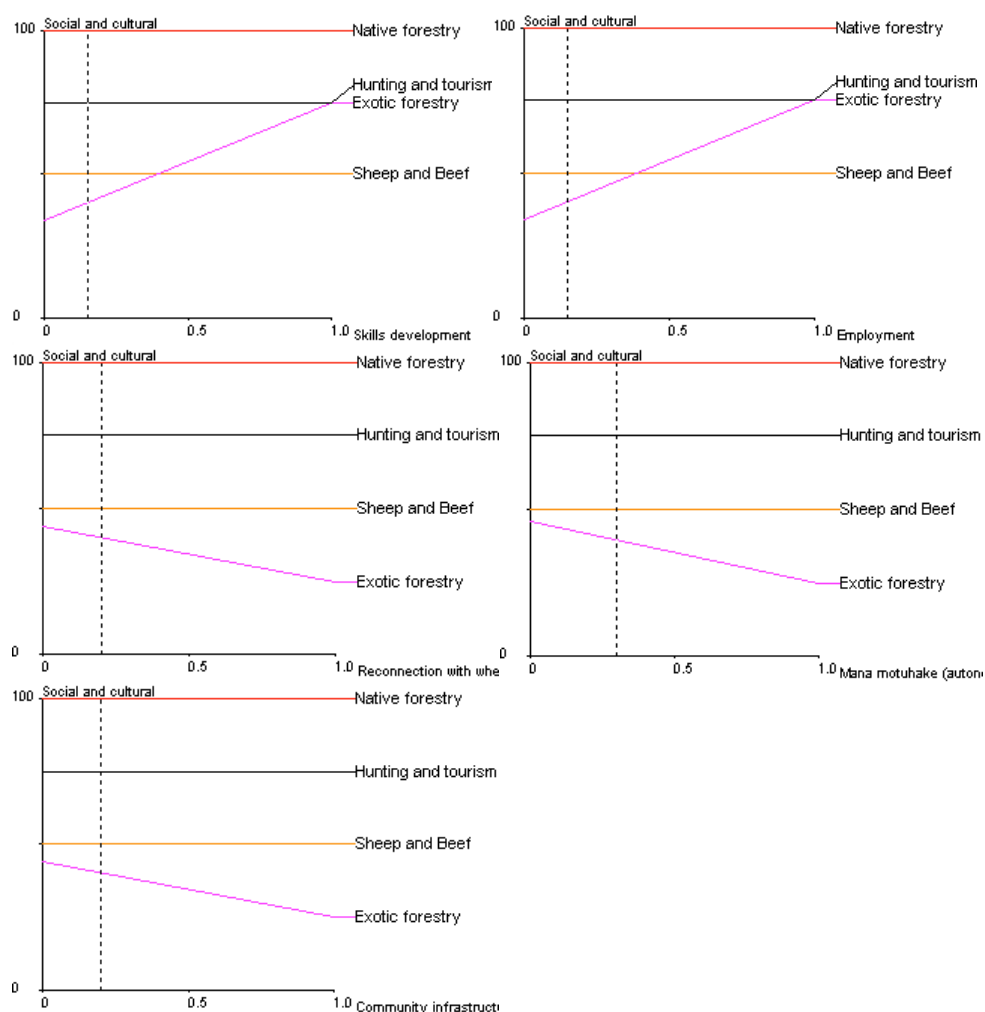 Social and cultural
100
Native forestry
Hunting and tourism
Exotic forestry
Sheep and Beef
0
0 0.5 1.0
Skills development
Social and cultural
100
Native forestry
Hunting and tourism
Exotic forestry
Sheep and Beef
0
0 0.5 1.0
Employment
Social and cultural
100
Native forestry
Hunting and tourism
Sheep and Beef
Exotic forestry
0
0 0.5 1.0
Reconnection with whe
Social and cultural
100
Native forestry
Hunting and tourism
Sheep and Beef
Exotic forestry
0
0 0.5 1.0
Mana motuhake (auton
Social and cultural
100
Native forestry
Hunting and tourism
Sheep and Beef
Exotic forestry
0
0 0.5 1.0
Community infrastruct